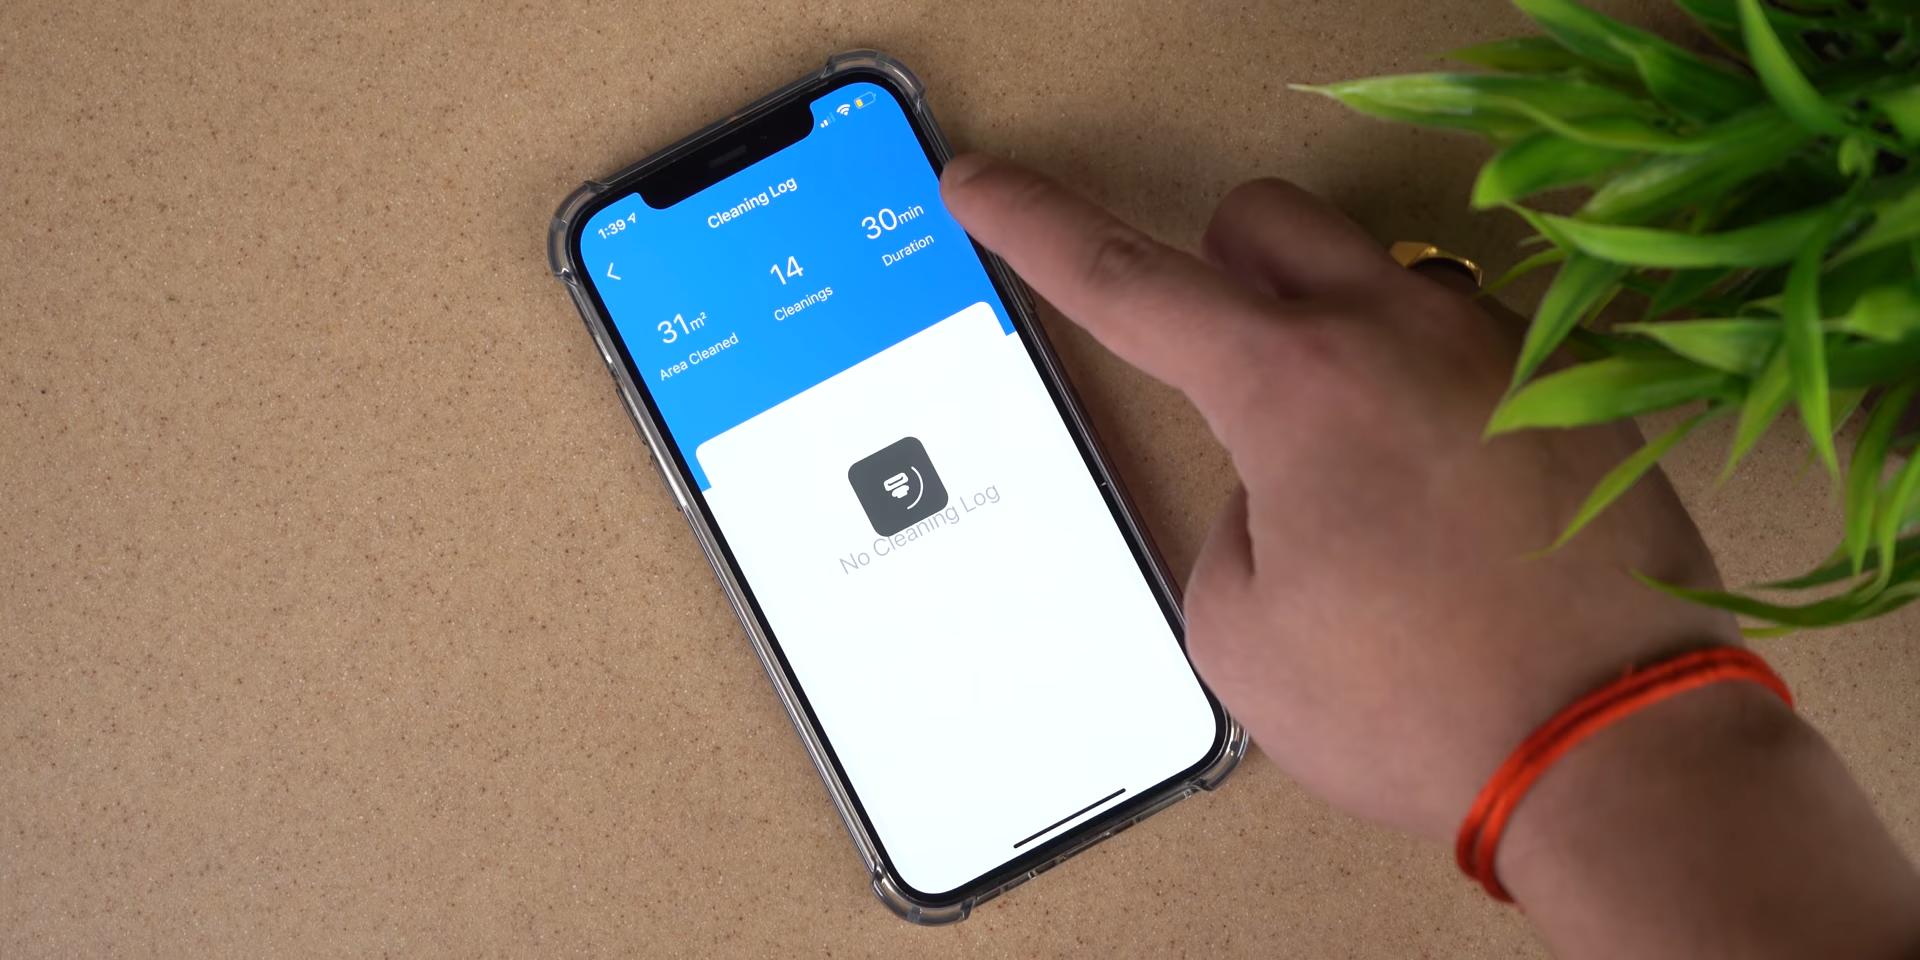 1:39
Cleaning Log
31m²
Area Cleaned
14
Cleanings
30min
Duration
No Cleaning Log